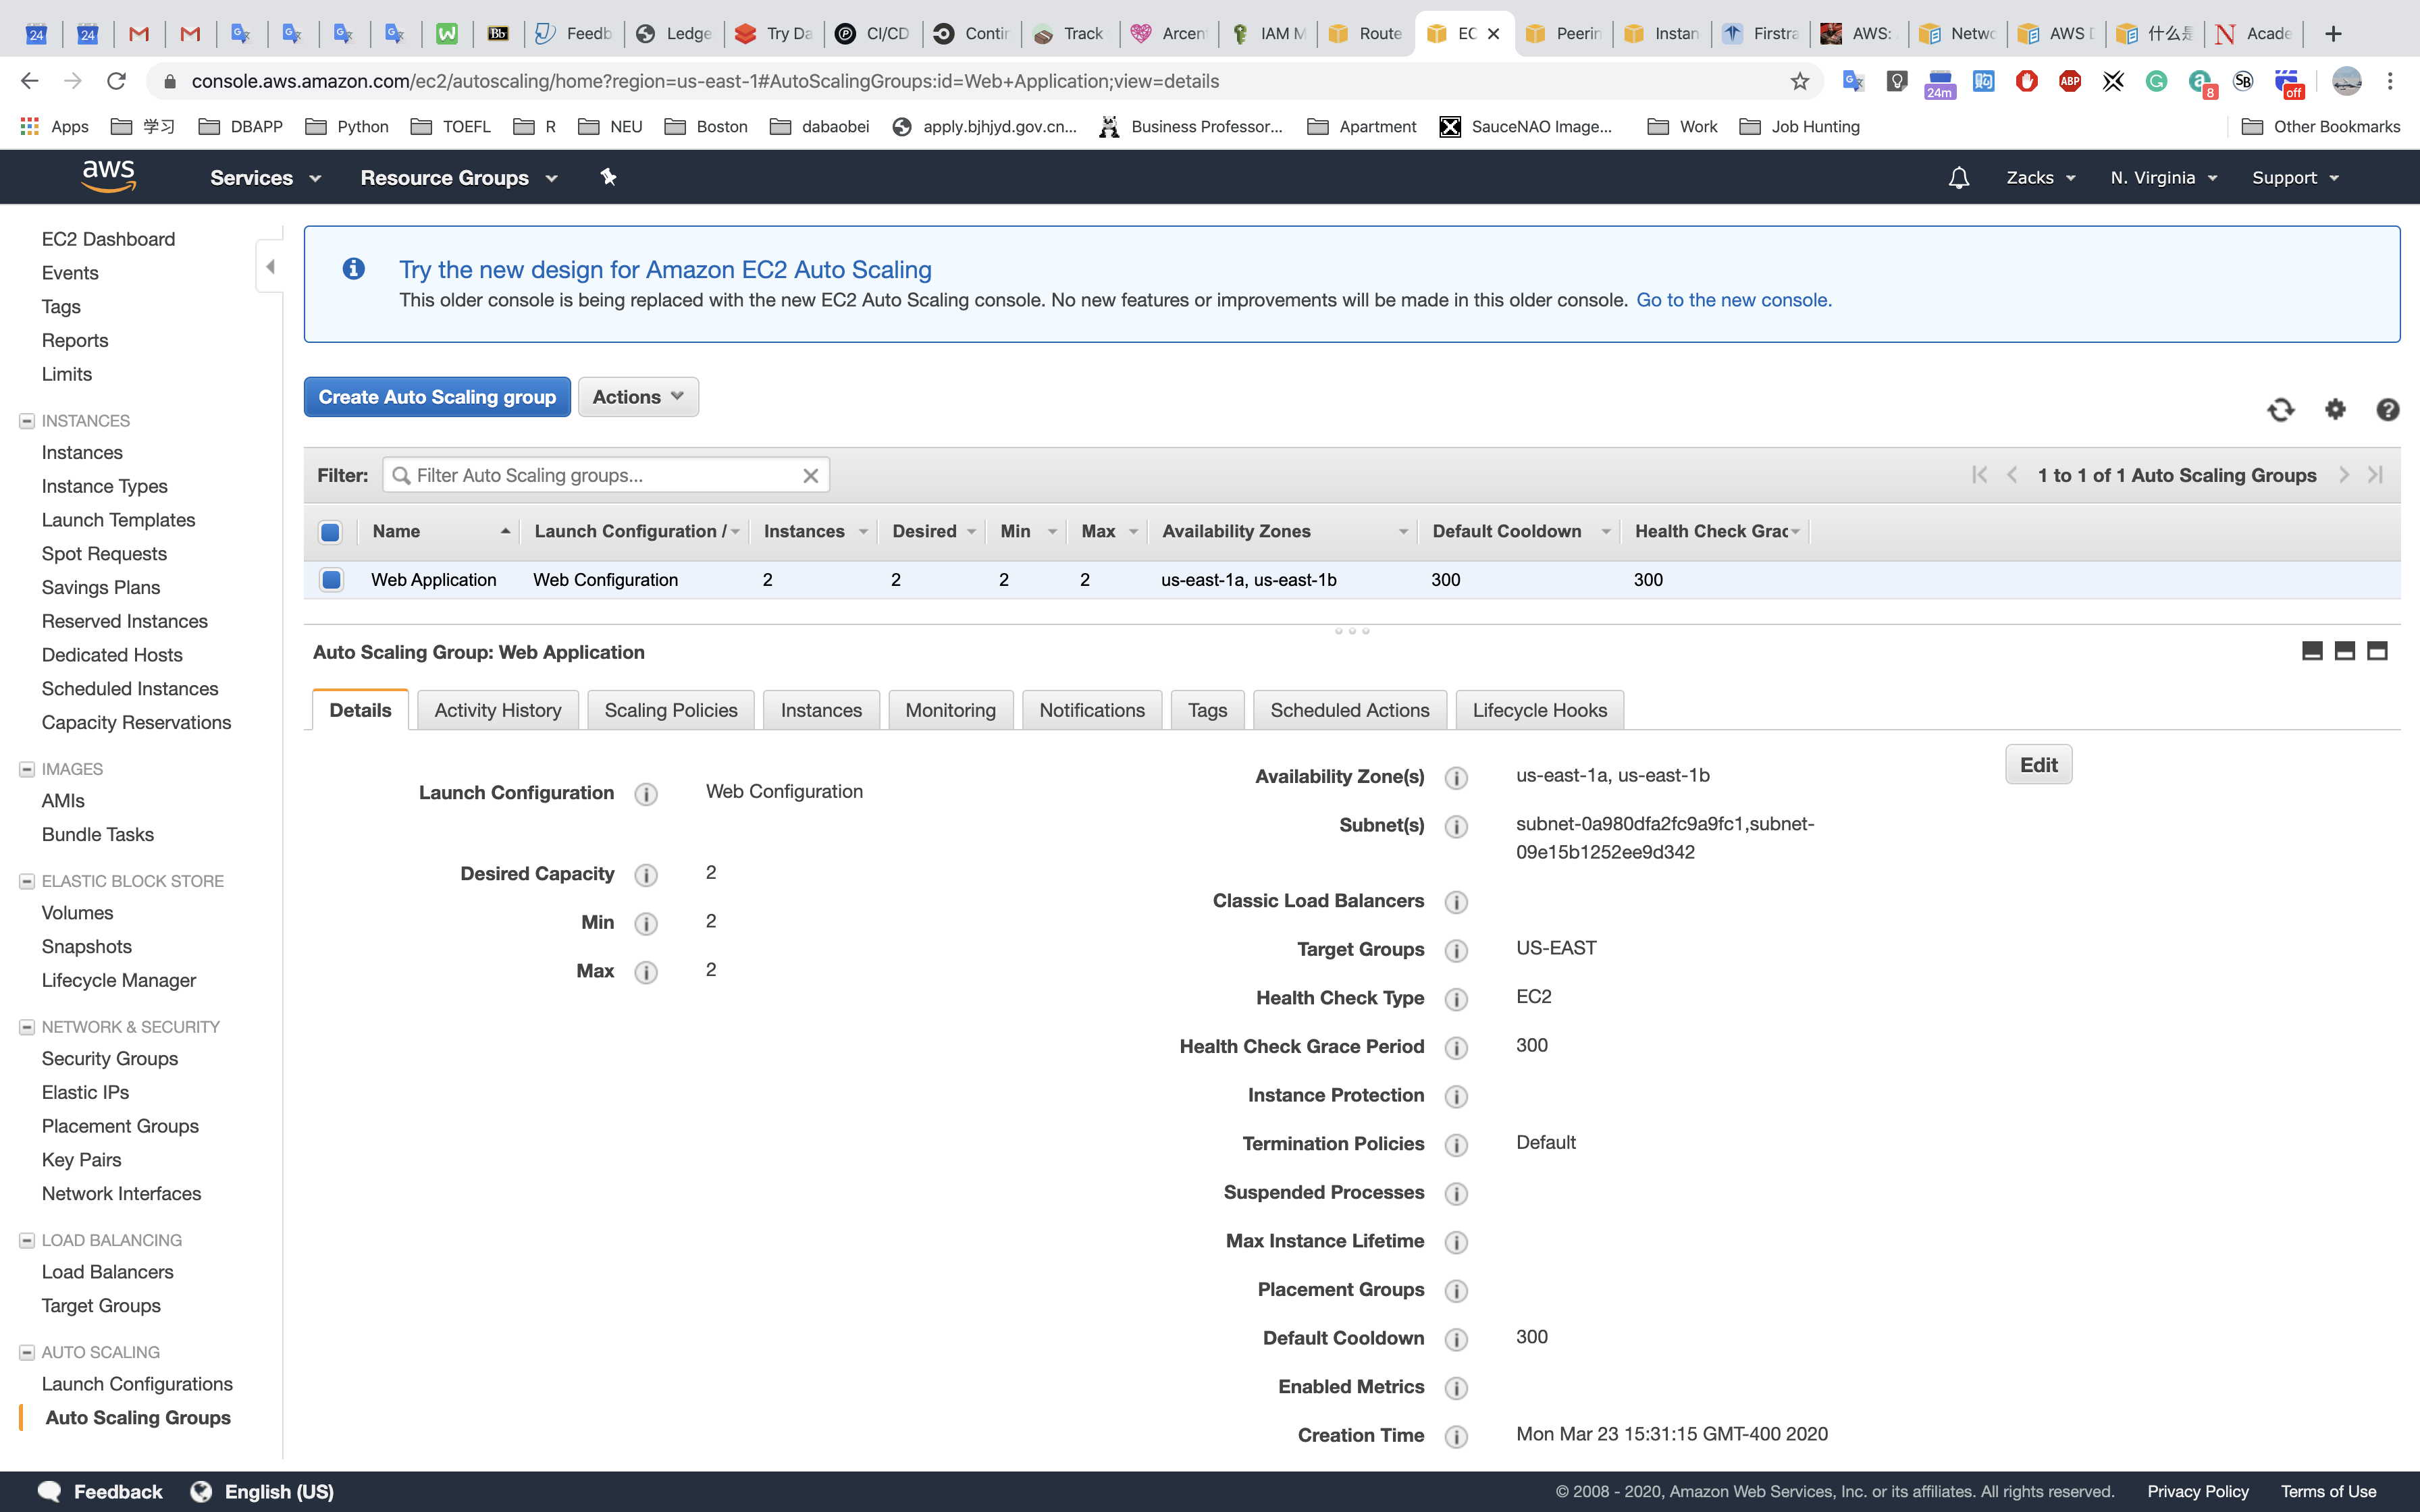 24 24 Feedb Ledge Try Da CI/CD Contin Track Arcen IAM M Route EC Peerin Instan Firstra AWS: Netwo AWS D 什么是 Acade
console.aws.amazon.com/ec2/autoscaling/home?region=us-east-1#AutoScalingGroups:id=Web+Application;view=details
24m ABP 8 SB off
Apps 学习 DBAPP Python TOEFL R NEU Boston dabaobei apply.bjhjyd.gov.cn... Business Professor... Apartment SauceNAO Image... Work Job Hunting Other Bookmarks
aws Services Resource Groups Zacks N. Virginia Support
EC2 Dashboard
Events
Tags
Reports
Limits
INSTANCES
Instances
Instance Types
Launch Templates
Spot Requests
Savings Plans
Reserved Instances
Dedicated Hosts
Scheduled Instances
Capacity Reservations
IMAGES
AMIs
Bundle Tasks
ELASTIC BLOCK STORE
Volumes
Snapshots
Lifecycle Manager
NETWORK & SECURITY
Security Groups
Elastic IPs
Placement Groups
Key Pairs
Network Interfaces
LOAD BALANCING
Load Balancers
Target Groups
AUTO SCALING
Launch Configurations
Auto Scaling Groups
Try the new design for Amazon EC2 Auto Scaling
This older console is being replaced with the new EC2 Auto Scaling console. No new features or improvements will be made in this older console. Go to the new console.
Create Auto Scaling group Actions
Filter: Filter Auto Scaling groups... 1 to 1 of 1 Auto Scaling Groups
Name Launch Configuration / Instances Desired Min Max Availability Zones Default Cooldown Health Check Grac
Web Application Web Configuration 2 2 2 2 us-east-1a, us-east-1b 300 300
Auto Scaling Group: Web Application
Details Activity History Scaling Policies Instances Monitoring Notifications Tags Scheduled Actions Lifecycle Hooks
Launch Configuration Web Configuration
Desired Capacity 2
Min 2
Max 2
Edit
Availability Zone(s) us-east-1a, us-east-1b
Subnet(s) subnet-0a980dfa2fc9a9fc1,subnet-
09e15b1252ee9d342
Classic Load Balancers
Target Groups US-EAST
Health Check Type EC2
Health Check Grace Period 300
Instance Protection
Termination Policies Default
Suspended Processes
Max Instance Lifetime
Placement Groups
Default Cooldown 300
Enabled Metrics
Creation Time Mon Mar 23 15:31:15 GMT-400 2020
Feedback English (US) © 2008 - 2020, Amazon Web Services, Inc. or its affiliates. All rights reserved. Privacy Policy Terms of Use